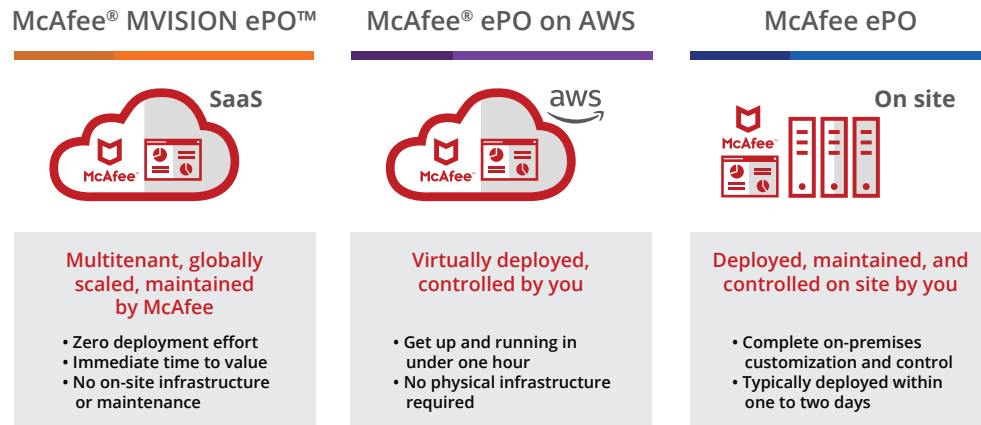 McAfee® MVISION ePO™
SaaS
McAfee™
Multitenant, globally
scaled, maintained
by McAfee
• Zero deployment effort
• Immediate time to value
• No on-site infrastructure
or maintenance
McAfee® ePO on AWS
aws
McAfee™
Virtually deployed,
controlled by you
• Get up and running in
under one hour
• No physical infrastructure
required
McAfee ePO
On site
McAfee™
Deployed, maintained, and
controlled on site by you
• Complete on-premises
customization and control
• Typically deployed within
one to two days